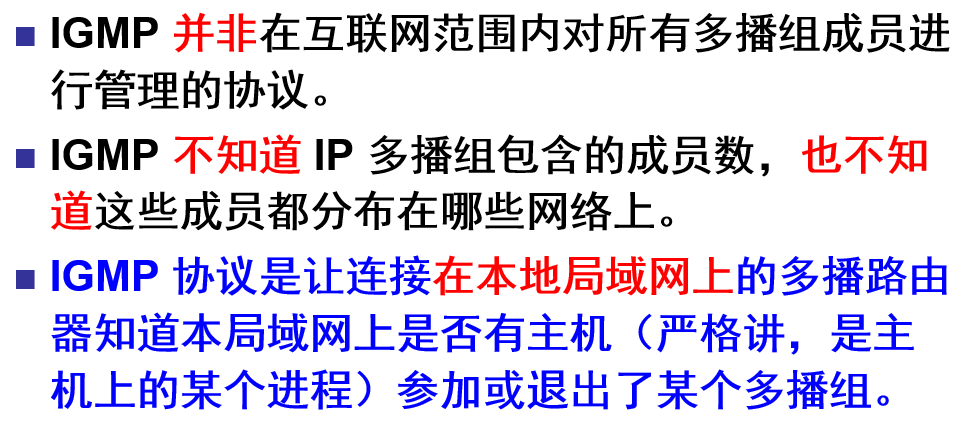 ■ IGMP 并非在互联网范围内对所有多播组成员进
行管理的协议。
■ IGMP 不知道 IP 多播组包含的成员数，也不知
道这些成员都分布在哪些网络上。
■ IGMP 协议是让连接在本地局域网上的多播路由
器知道本局域网上是否有主机（严格讲，是主
机上的某个进程）参加或退出了某个多播组。